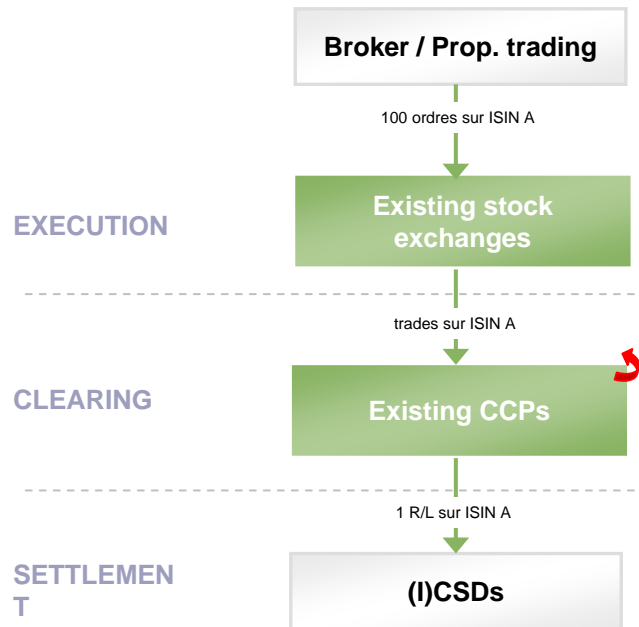 Broker / Prop. trading
100 ordres sur ISIN A
EXECUTION
Existing stock
exchanges
trades sur ISIN A
CLEARING
Existing CCPs
1 R/L sur ISIN A
SETTLEMEN
T
(I)CSDs